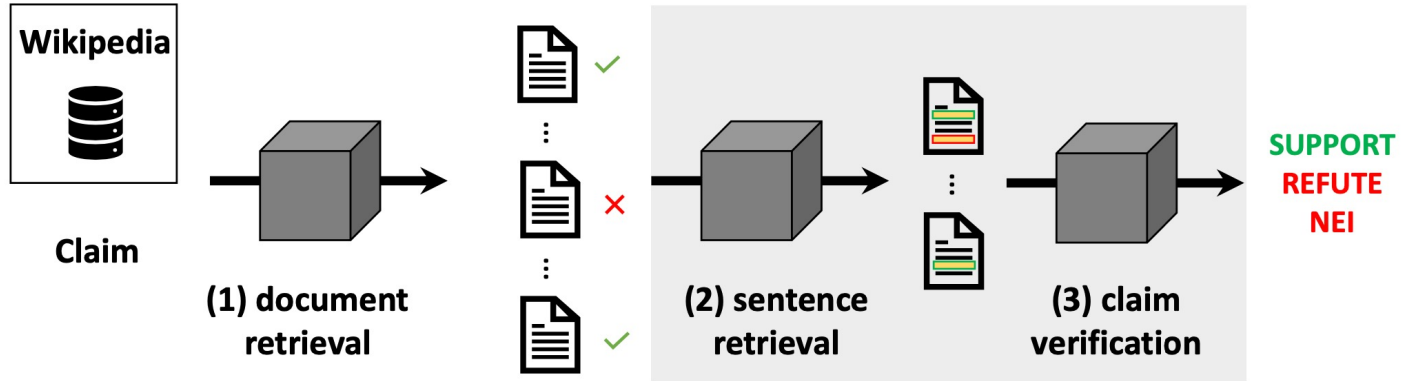 Wikipedia
Claim
(1) document
retrieval
(2) sentence
retrieval
(3) claim
verification
SUPPORT
REFUTE
NEI